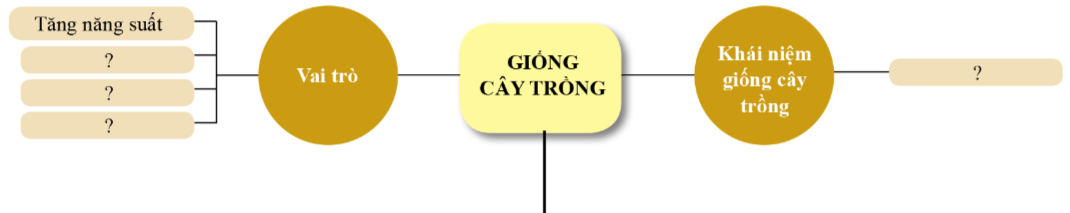 Tăng năng suất
?
?
?
Vai trò
GIỐNG
CÂY TRỒNG
Khái niệm
giống cây
trồng
?